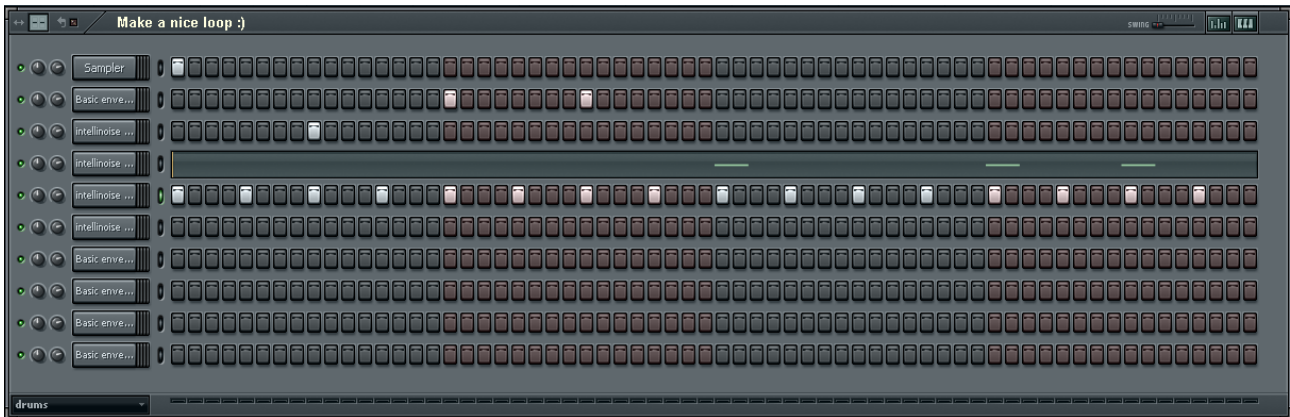 Make a nice loop :)
SWING
Sampler
Basic enve...
intellinoise ...
intellinoise ...
intellinoise ...
intellinoise ...
Basic enve...
Basic enve...
Basic enve...
Basic enve...
drums